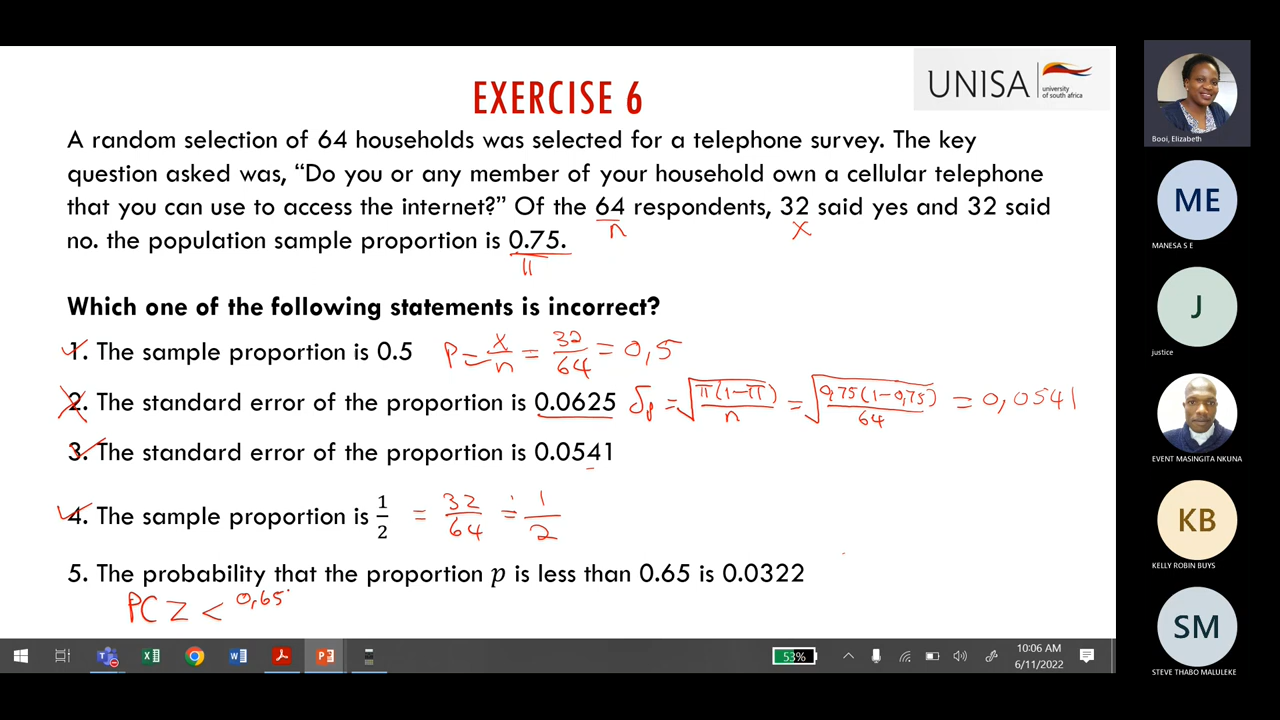 EXERCISE 6
UNISA
university
of south africa
A random selection of 64 households was selected for a telephone survey. The key
question asked was, “Do you or any member of your household own a cellular telephone
that you can use to access the internet?” Of the 64 respondents, 32 said yes and 32 said
n x
no. the population sample proportion is 0.75.
π
Which one of the following statements is incorrect?
1. The sample proportion is 0.5 P = x/n = 32/64 = 0,5
2. The standard error of the proportion is 0.0625 δp = √(π(1-π)/n) = √(0,75(1-0,75)/64) = 0,0541
3. The standard error of the proportion is 0.0541
4. The sample proportion is 1/2 = 32/64 = 1/2
5. The probability that the proportion p is less than 0.65 is 0.0322
P( Z < 0,65
Booi, Elizabeth
ME
MANESA S E
J
justice
EVENT MASINGITA NKUNA
KB
KELLY ROBIN BUYS
SM
STEVE THABO MALULEKE
53%
10:06 AM
6/11/2022